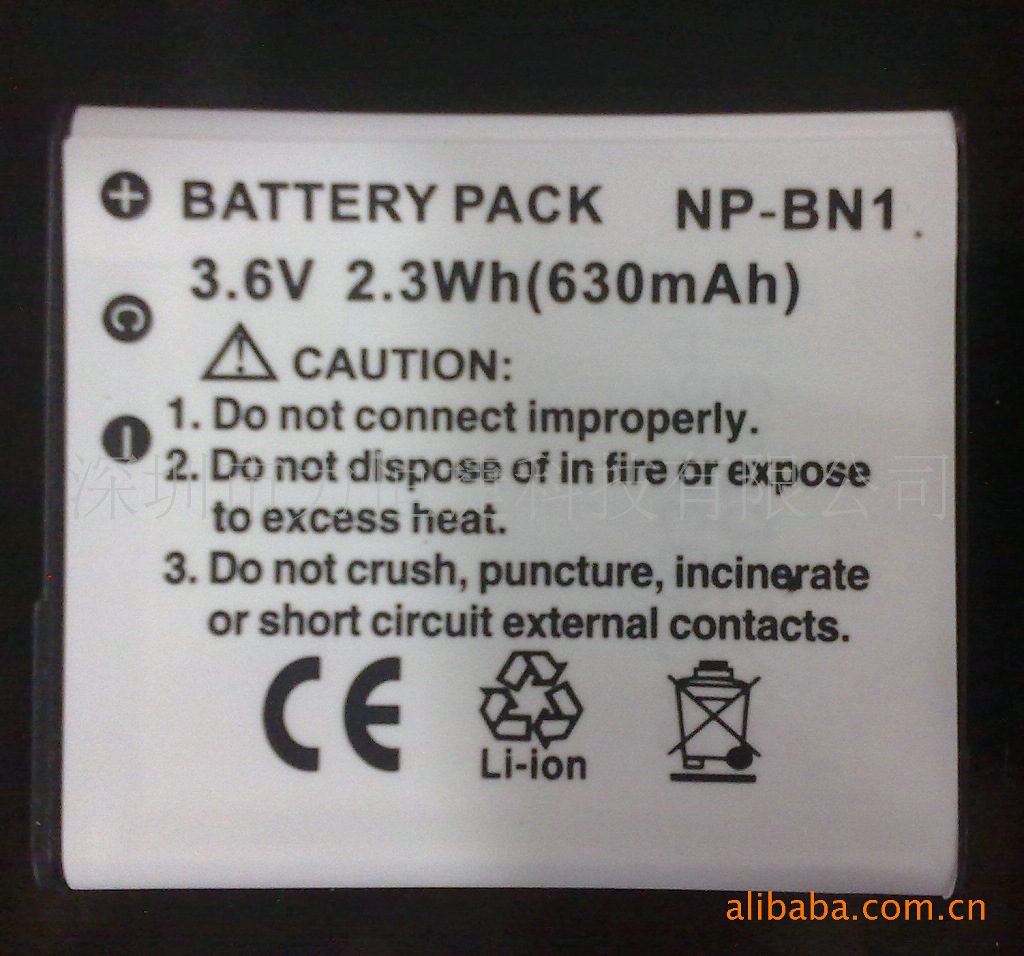 BATTERY PACK NP-BN1
3.6V 2.3Wh(630mAh)
CAUTION:
1. Do not connect improperly.
2. Do not dispose of in fire or expose
to excess heat.
3. Do not crush, puncture, incinerate
or short circuit external contacts.
CE
Li-ion
alibaba.com.cn